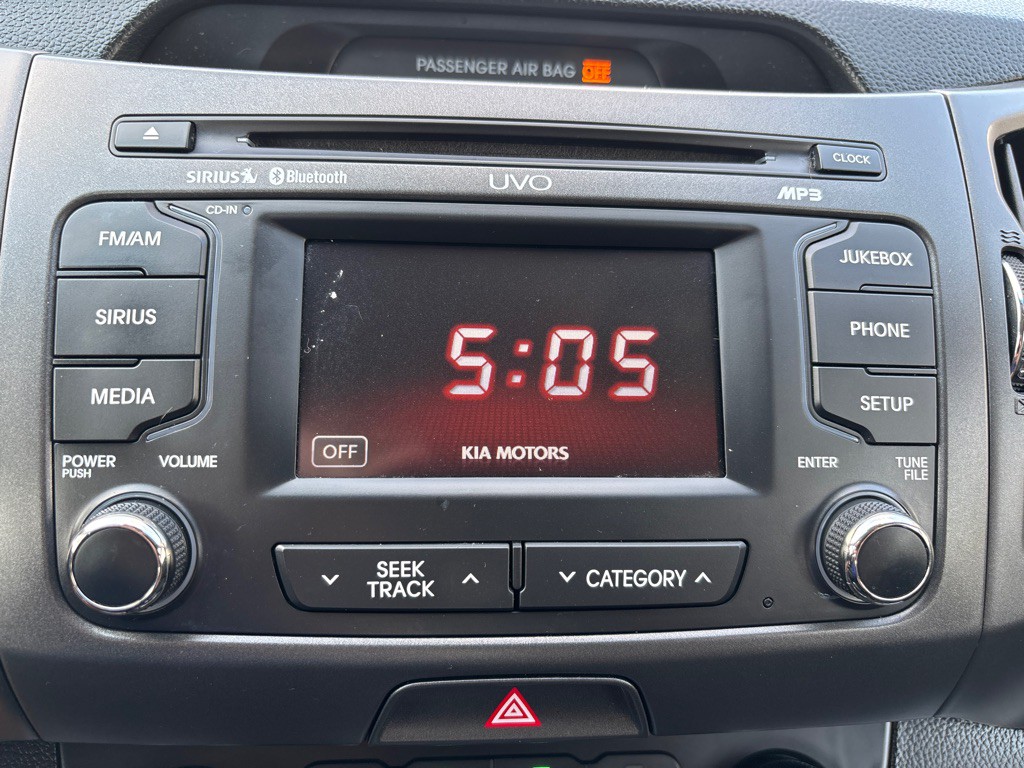 PASSENGER AIR BAG OFF
CLOCK
SIRIUS Bluetooth
UVO
MP3
CD-IN
FM/AM
SIRIUS
MEDIA
JUKEBOX
PHONE
SETUP
5:05
OFF
KIA MOTORS
POWER
PUSH
VOLUME
ENTER
TUNE
FILE
SEEK
TRACK
CATEGORY